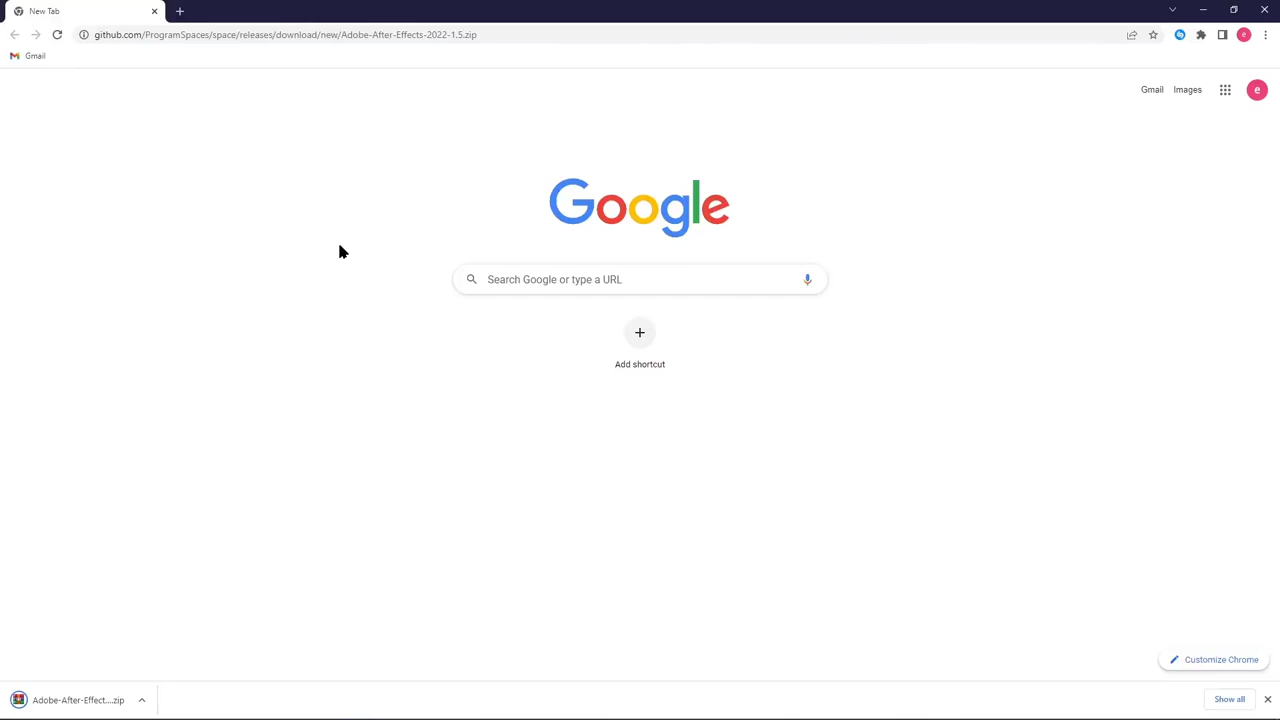 New Tab
github.com/ProgramSpaces/space/releases/download/new/Adobe-After-Effects-2022-1.5.zip
e
Gmail
Gmail Images e
Google
Search Google or type a URL
Add shortcut
Customize Chrome
Adobe-After-Effect....zip
Show all